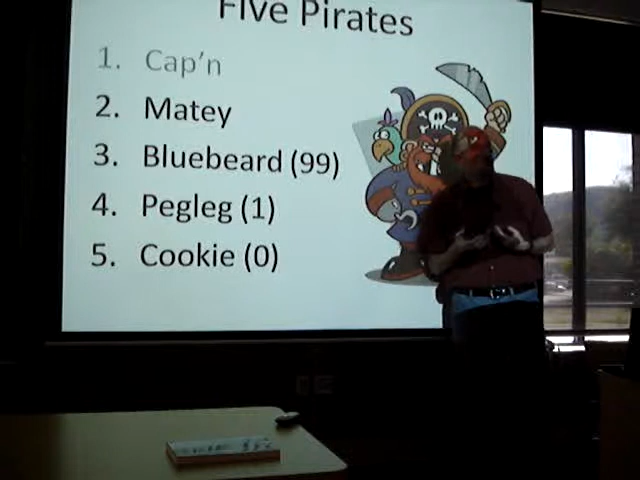 Five Pirates
1. Cap'n
2. Matey
3. Bluebeard (99)
4. Pegleg (1)
5. Cookie (0)